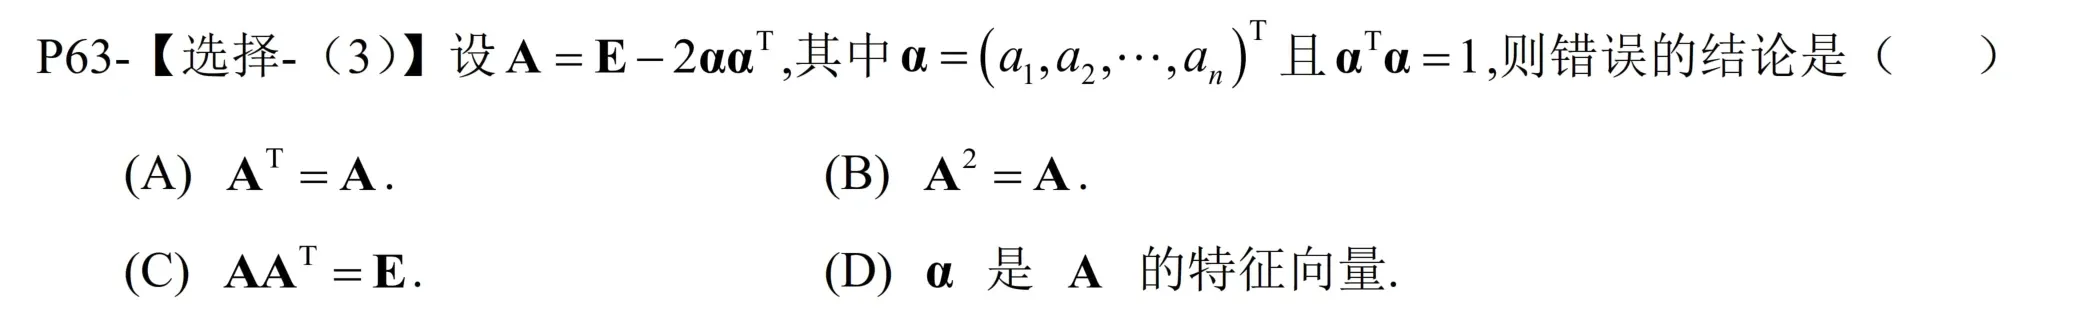 P63-【选择-（3）】设 A = E − 2αα^T ,其中 α = (a_1, a_2, ⋯, a_n)^T 且 α^T α = 1 ,则错误的结论是（    ）
(A) A^T = A .    (B) A^2 = A .
(C) AA^T = E .    (D) α 是 A 的特征向量.